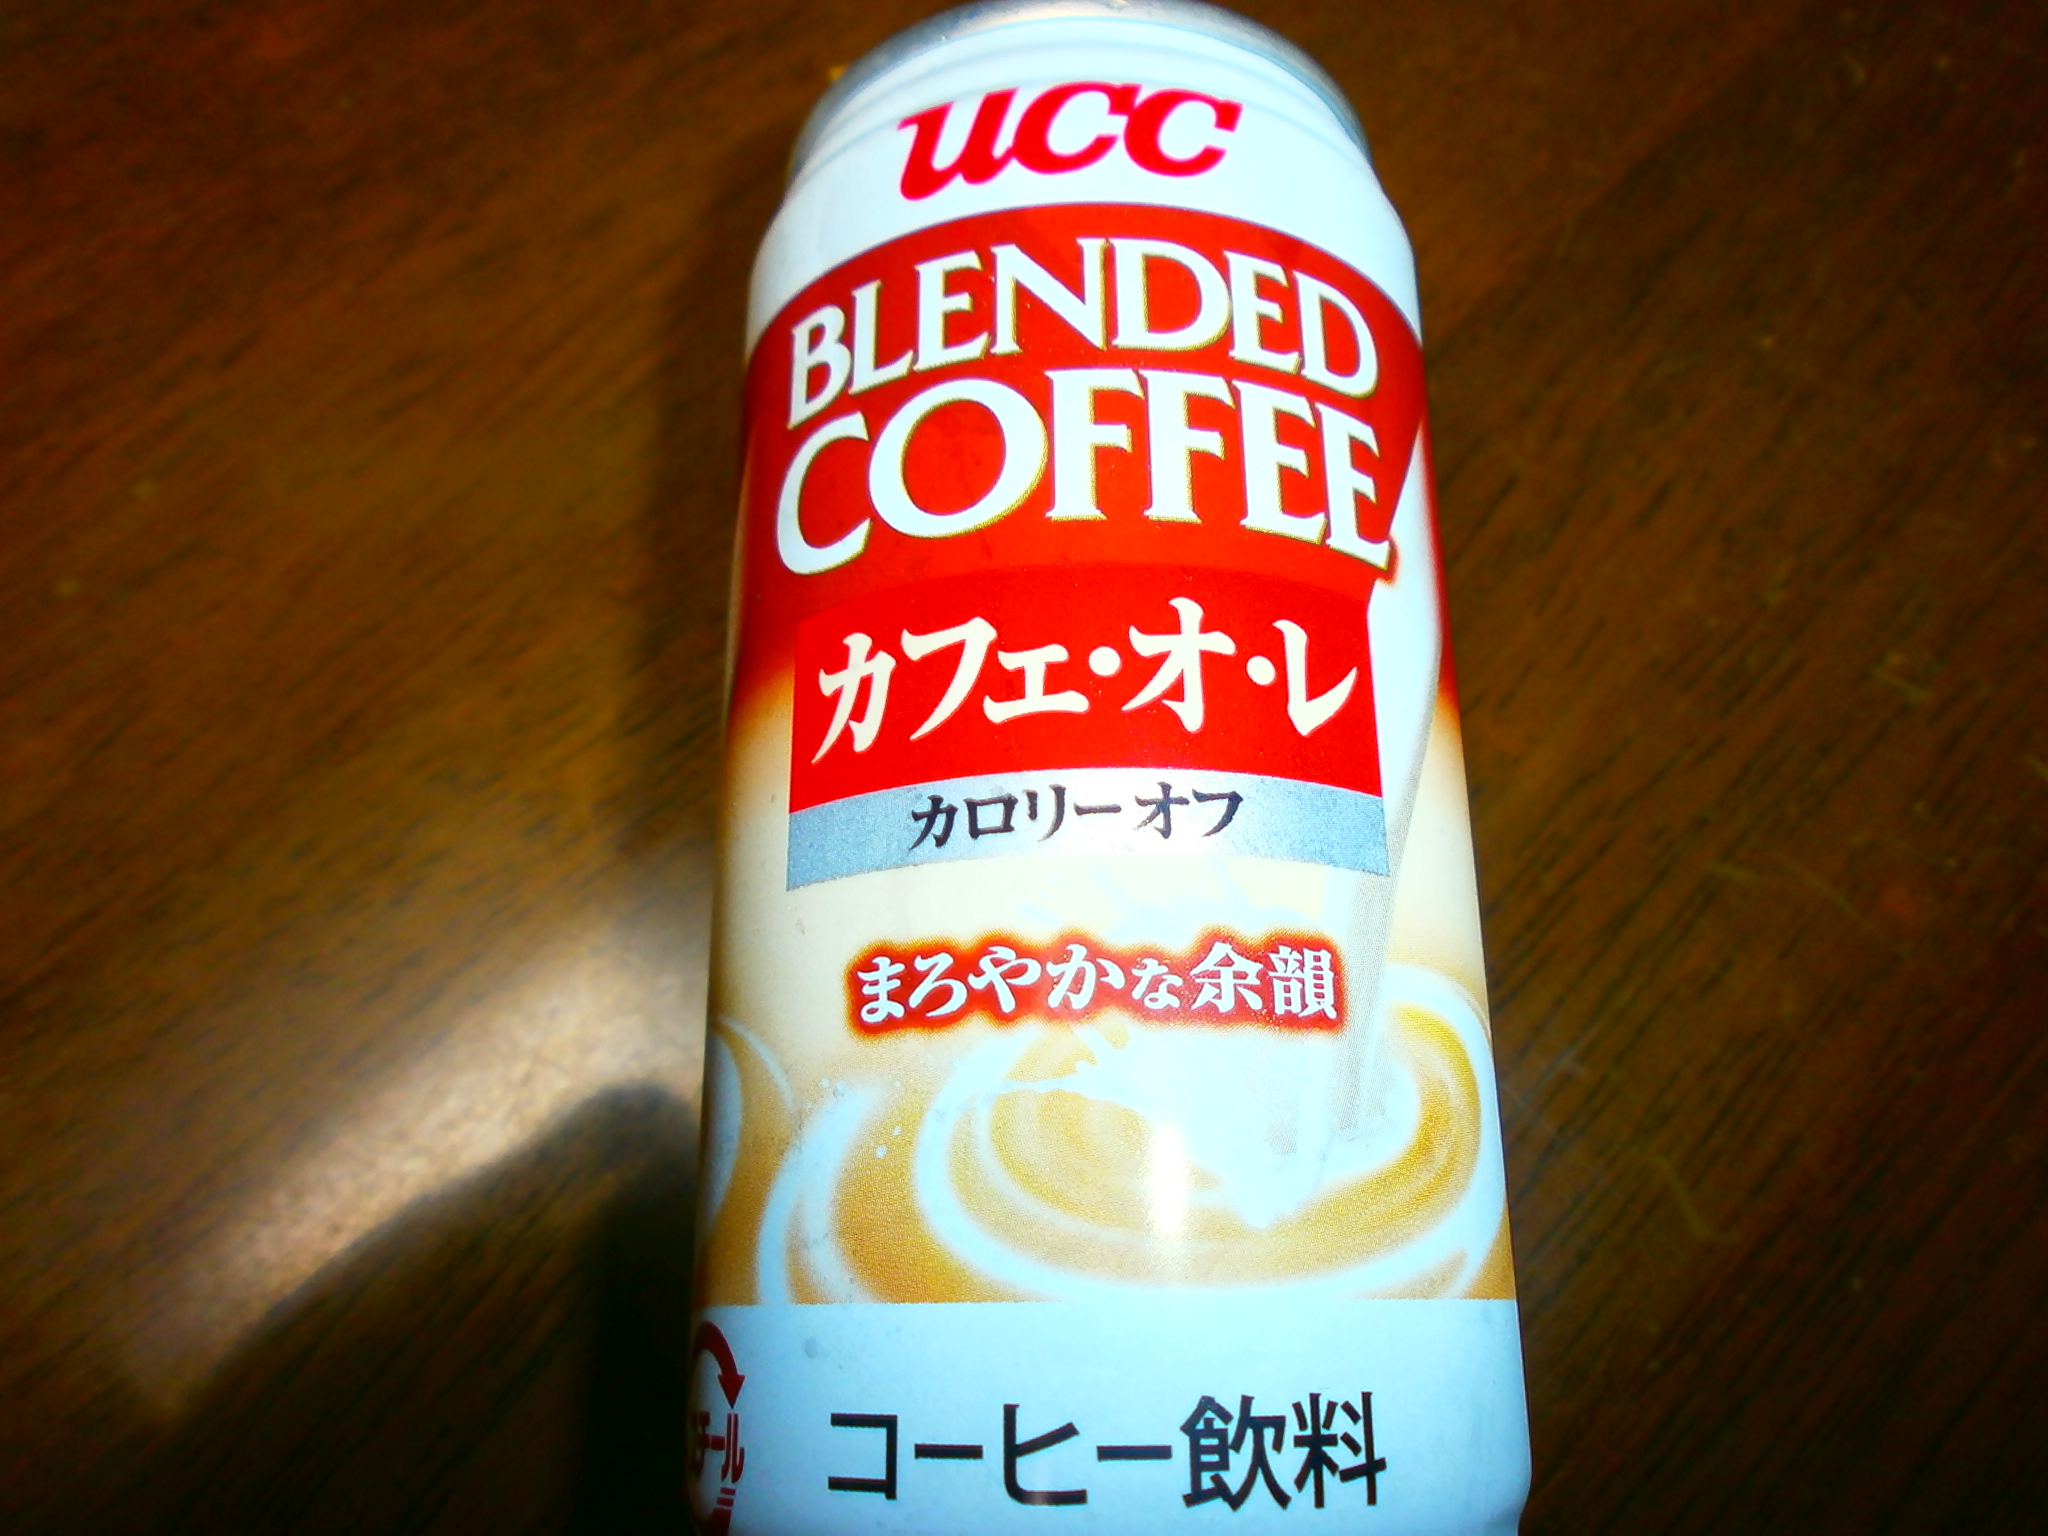 UCC
BLENDED
COFFEE
カフェ・オ・レ
カロリーオフ
まろやかな余韻
コーヒー飲料